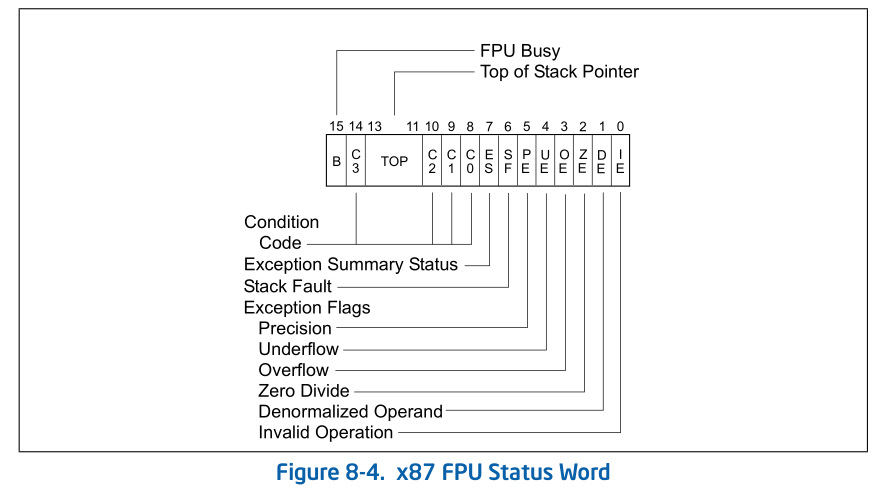 FPU Busy
Top of Stack Pointer
15 14 13 11 10 9 8 7 6 5 4 3 2 1 0
B C3 TOP C2 C1 C0 ES SF PE UE OE ZE DE IE
Condition
Code
Exception Summary Status
Stack Fault
Exception Flags
Precision
Underflow
Overflow
Zero Divide
Denormalized Operand
Invalid Operation
Figure 8-4. x87 FPU Status Word